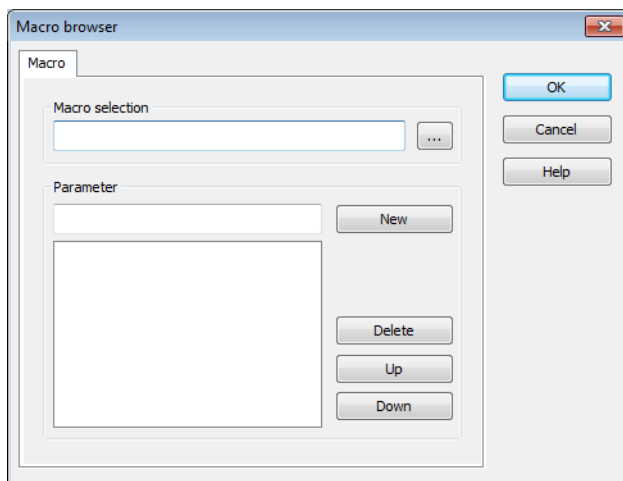 Macro browser
Macro
Macro selection
...
Parameter
New
Delete
Up
Down
OK
Cancel
Help